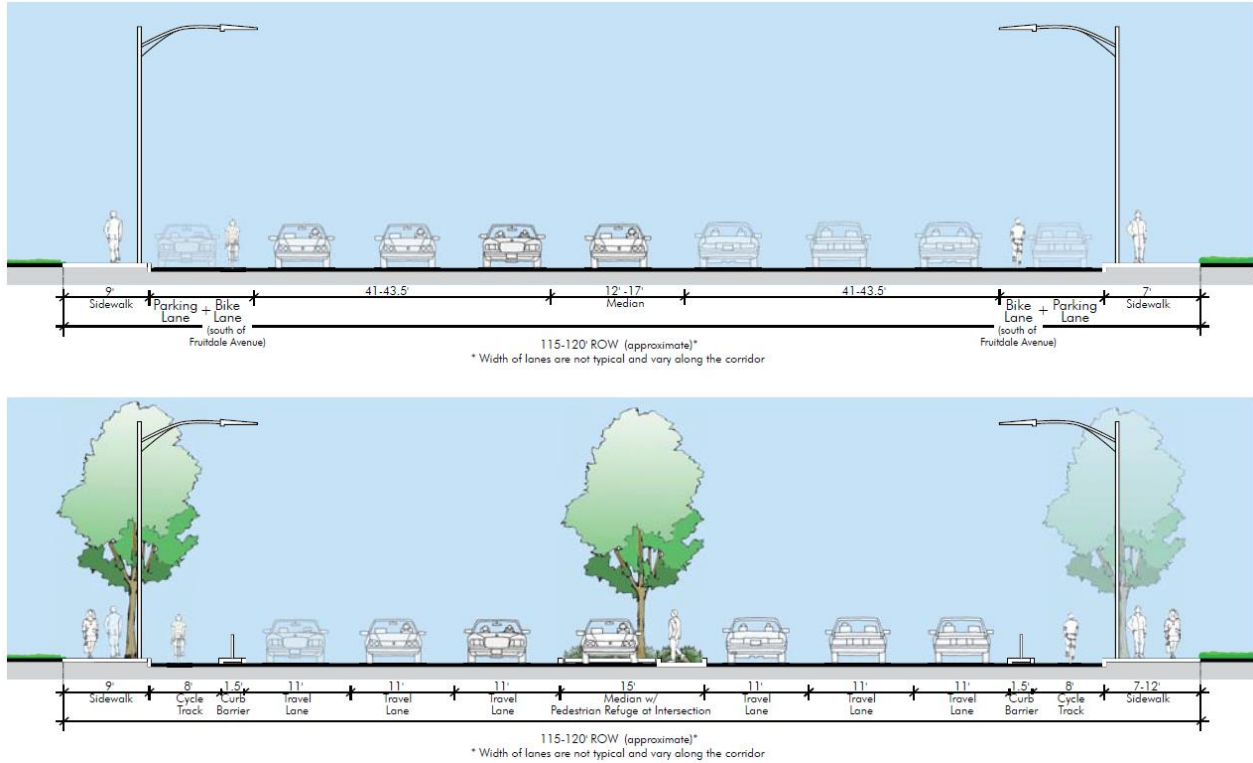 9' 41-43.5' 12' -17' 41-43.5' 7'
Sidewalk Median Sidewalk
Parking Lane + Bike Lane Bike Lane + Parking Lane
(south of Fruitdale Avenue) (south of Fruitdale Avenue)
115-120' ROW (approximate)*
* Width of lanes are not typical and vary along the corridor
9' 8' 1.5' 11' 11' 11' 15' 11' 11' 11' 1.5' 8' 7-12'
Sidewalk Cycle Track Curb Barrier Travel Lane Travel Lane Travel Lane Median w/ Pedestrian Refuge at Intersection Travel Lane Travel Lane Travel Lane Curb Barrier Cycle Track Sidewalk
115-120' ROW (approximate)*
* Width of lanes are not typical and vary along the corridor